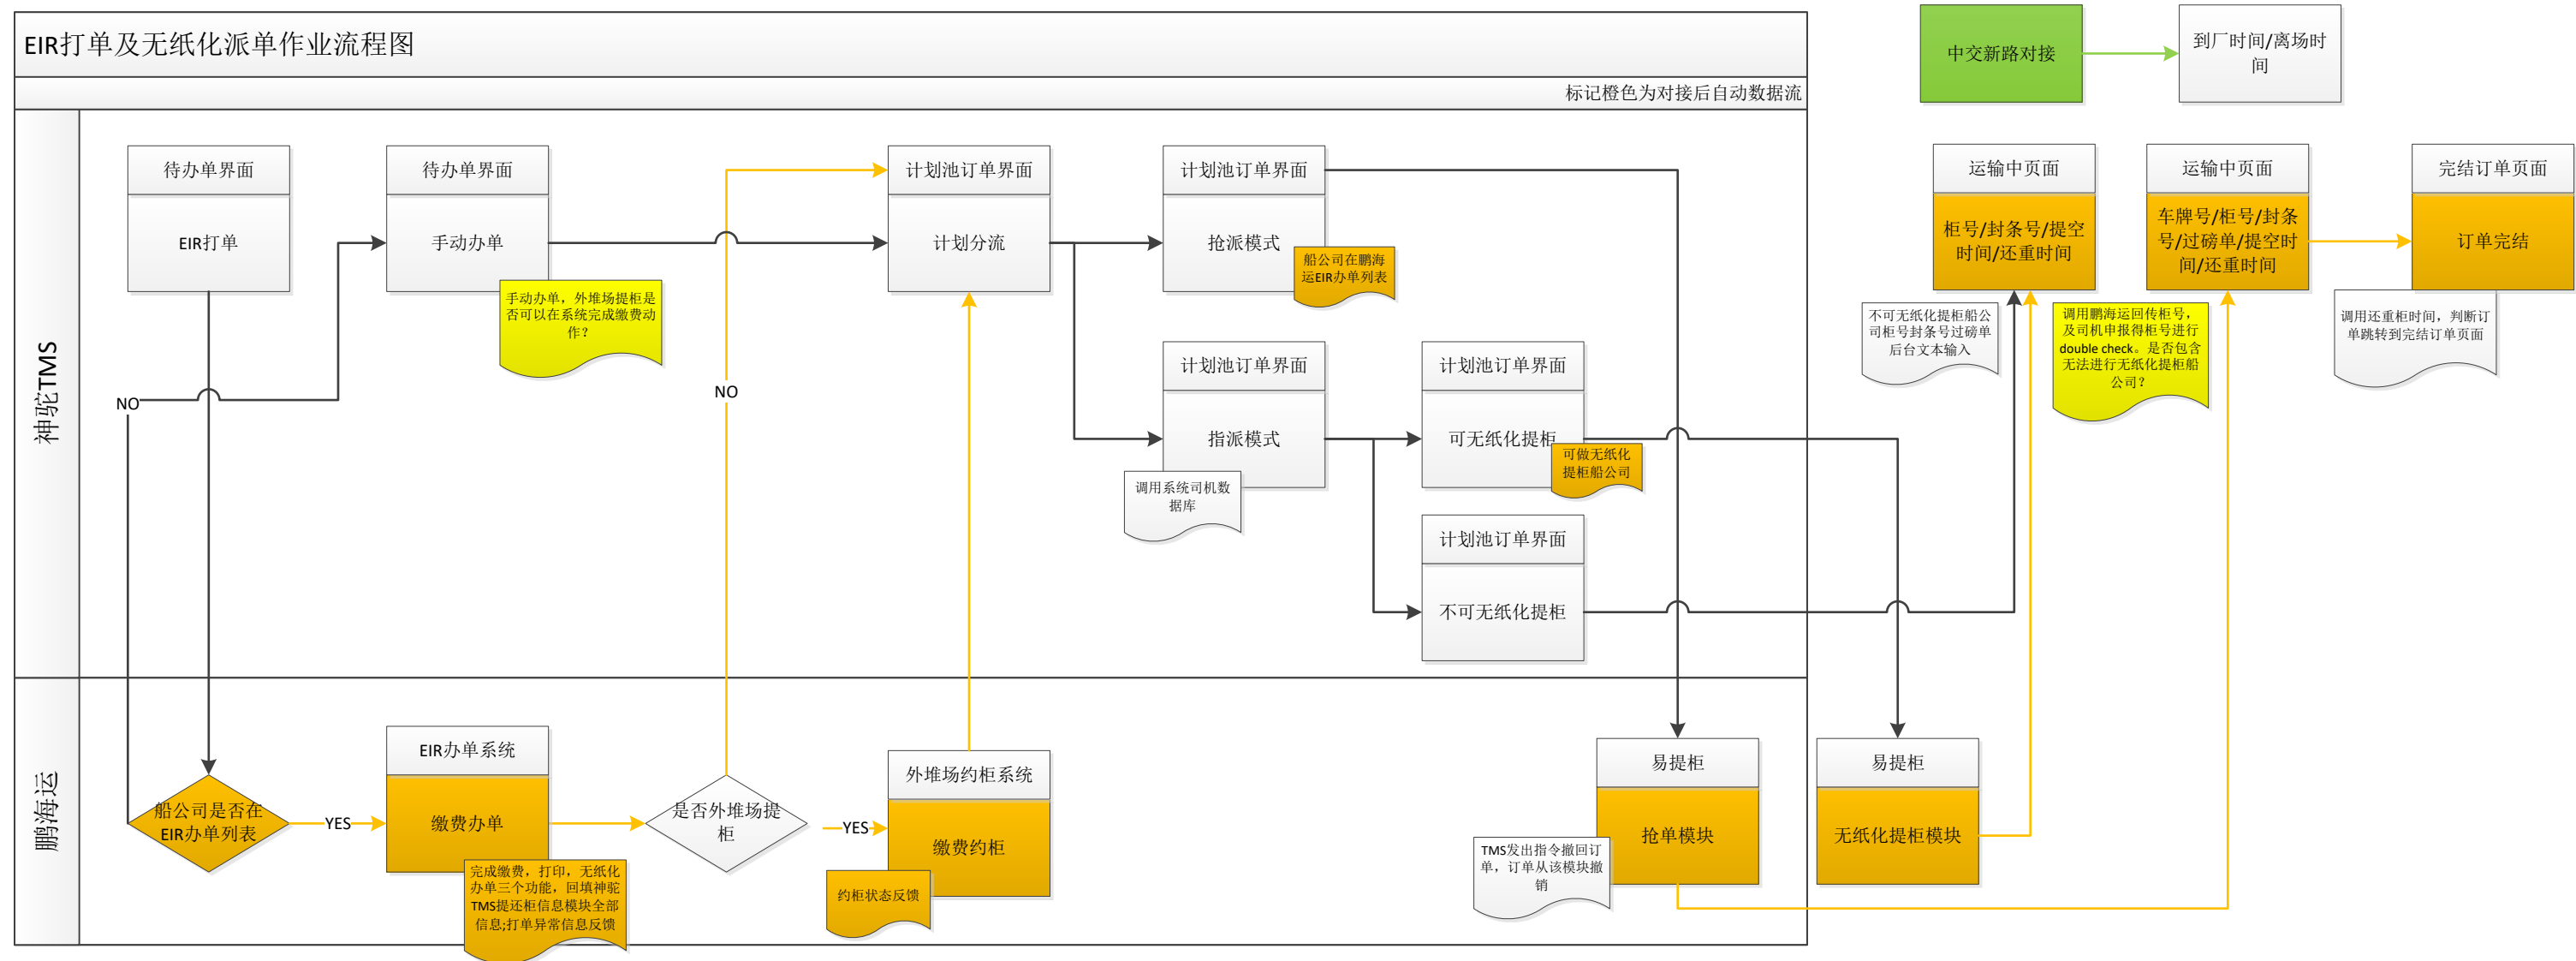 EIR打单及无纸化派单作业流程图
标记橙色为对接后自动数据流
中交新路对接
到厂时间/离场时
间
神驼TMS
待办单界面
EIR打单
待办单界面
手动办单
手动办单，外堆场提柜是
否可以在系统完成缴费动
作？
NO
NO
计划池订单界面
计划分流
计划池订单界面
抢派模式
船公司在鹏海
运EIR办单列表
计划池订单界面
指派模式
调用系统司机数
据库
计划池订单界面
可无纸化提柜
可做无纸化
提柜船公司
计划池订单界面
不可无纸化提柜
运输中页面
柜号/封条号/提空
时间/还重时间
不可无纸化提柜船公
司柜号封条号过磅单
后台文本输入
运输中页面
车牌号/柜号/封条
号/过磅单/提空时
间/还重时间
调用鹏海运回传柜号，
及司机申报得柜号进行
double check。是否包含
无法进行无纸化提柜船
公司？
完结订单页面
订单完结
调用还重柜时间，判断订
单跳转到完结订单页面
鹏海运
船公司是否在
EIR办单列表
YES
EIR办单系统
缴费办单
完成缴费，打印，无纸化
办单三个功能，回填神驼
TMS提还柜信息模块全部
信息;打单异常信息反馈
是否外堆场提
柜
YES
外堆场约柜系统
缴费约柜
约柜状态反馈
易提柜
抢单模块
TMS发出指令撤回订
单，订单从该模块撤
销
易提柜
无纸化提柜模块